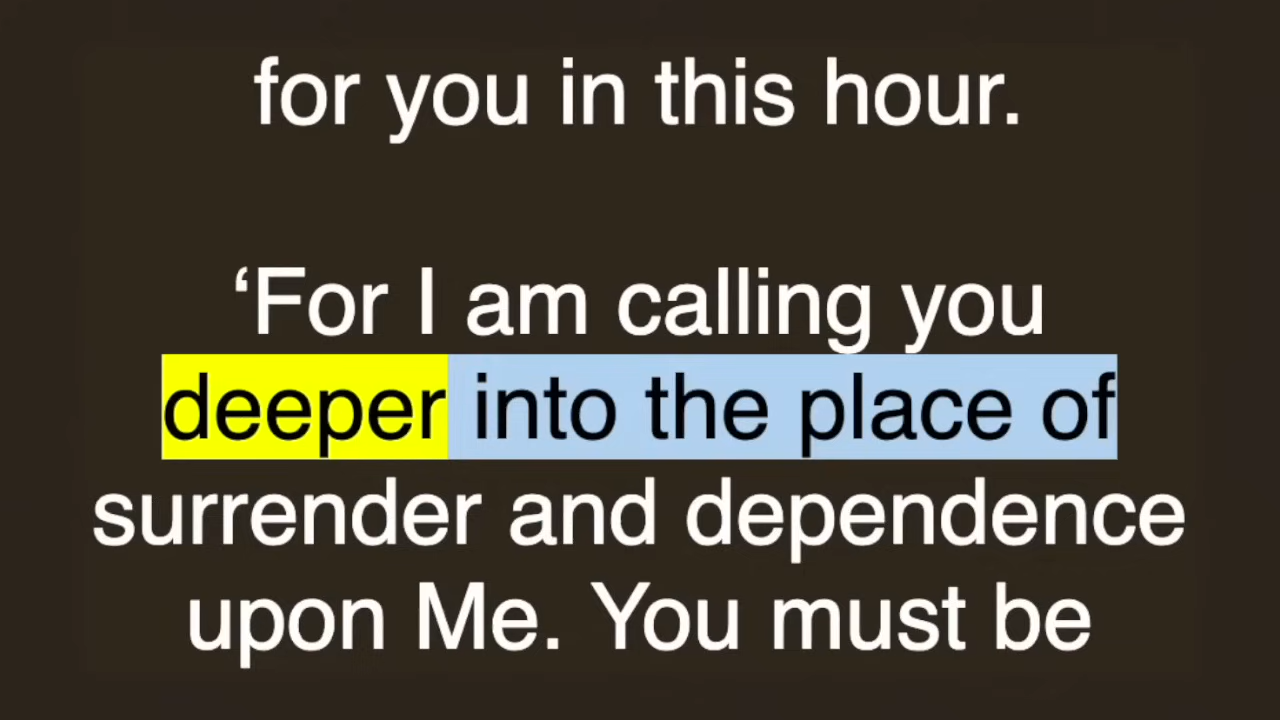 for you in this hour.
‘For I am calling you
deeper into the place of
surrender and dependence
upon Me. You must be